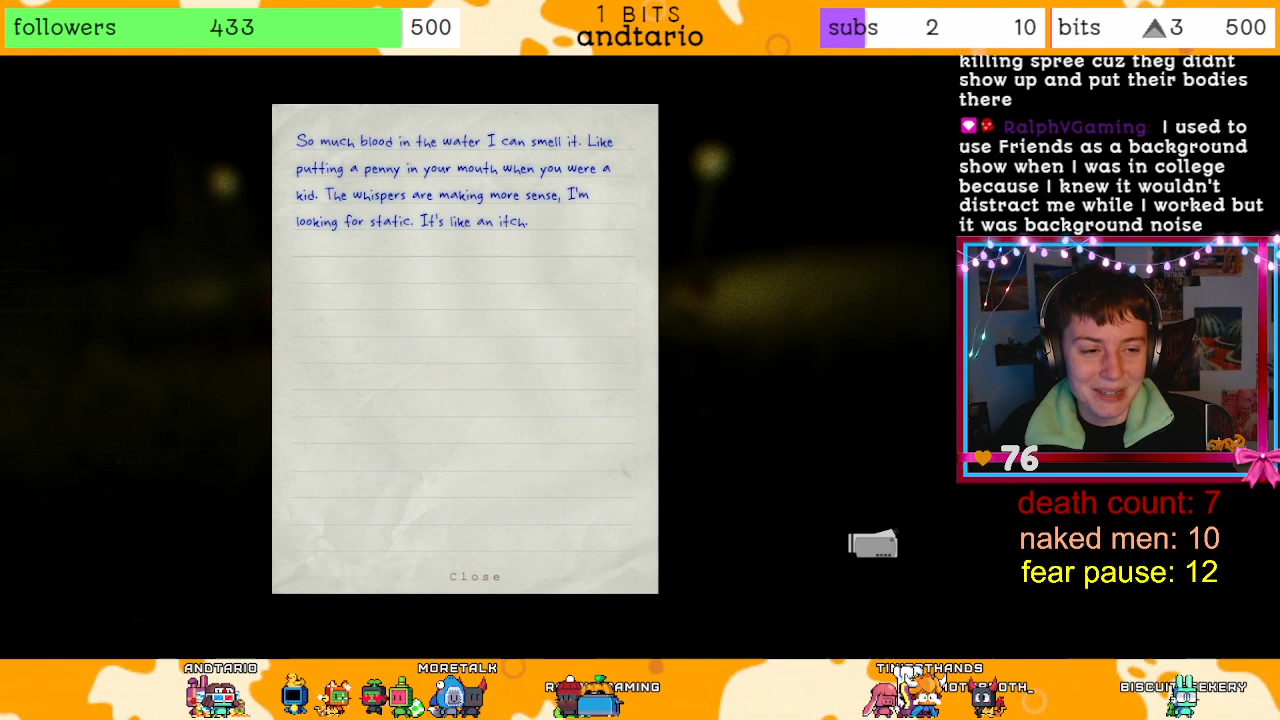 followers 433 500
1 BITS
andtario
subs 2 10
bits 3 500
killing spree cuz they didnt
show up and put their bodies
there
RalphVGaming: I used to
use Friends as a background
show when I was in college
because I knew it wouldn't
distract me while I worked but
it was background noise
So much blood in the water I can smell it. Like
putting a penny in your mouth when you were a
kid. The whispers are making more sense, I'm
looking for static. It's like an itch.
Close
76
death count: 7
naked men: 10
fear pause: 12
ANDTARIO
MORETALK